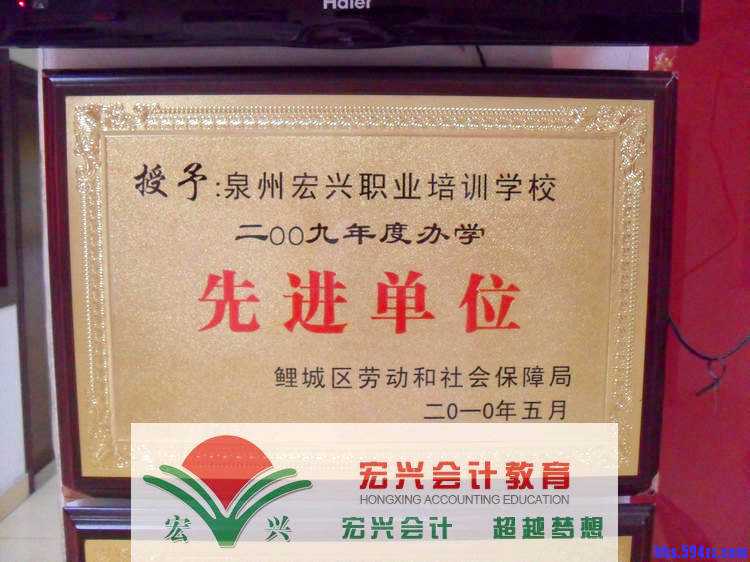 Haier
授予:泉州宏兴职业培训学校
二00九年度办学
先进单位
鲤城区劳动和社会保障局
二0一0年五月
宏兴会计教育
HONGXING ACCOUNTING EDUCATION
宏兴
宏兴会计 超越梦想
bbs.594rc.com